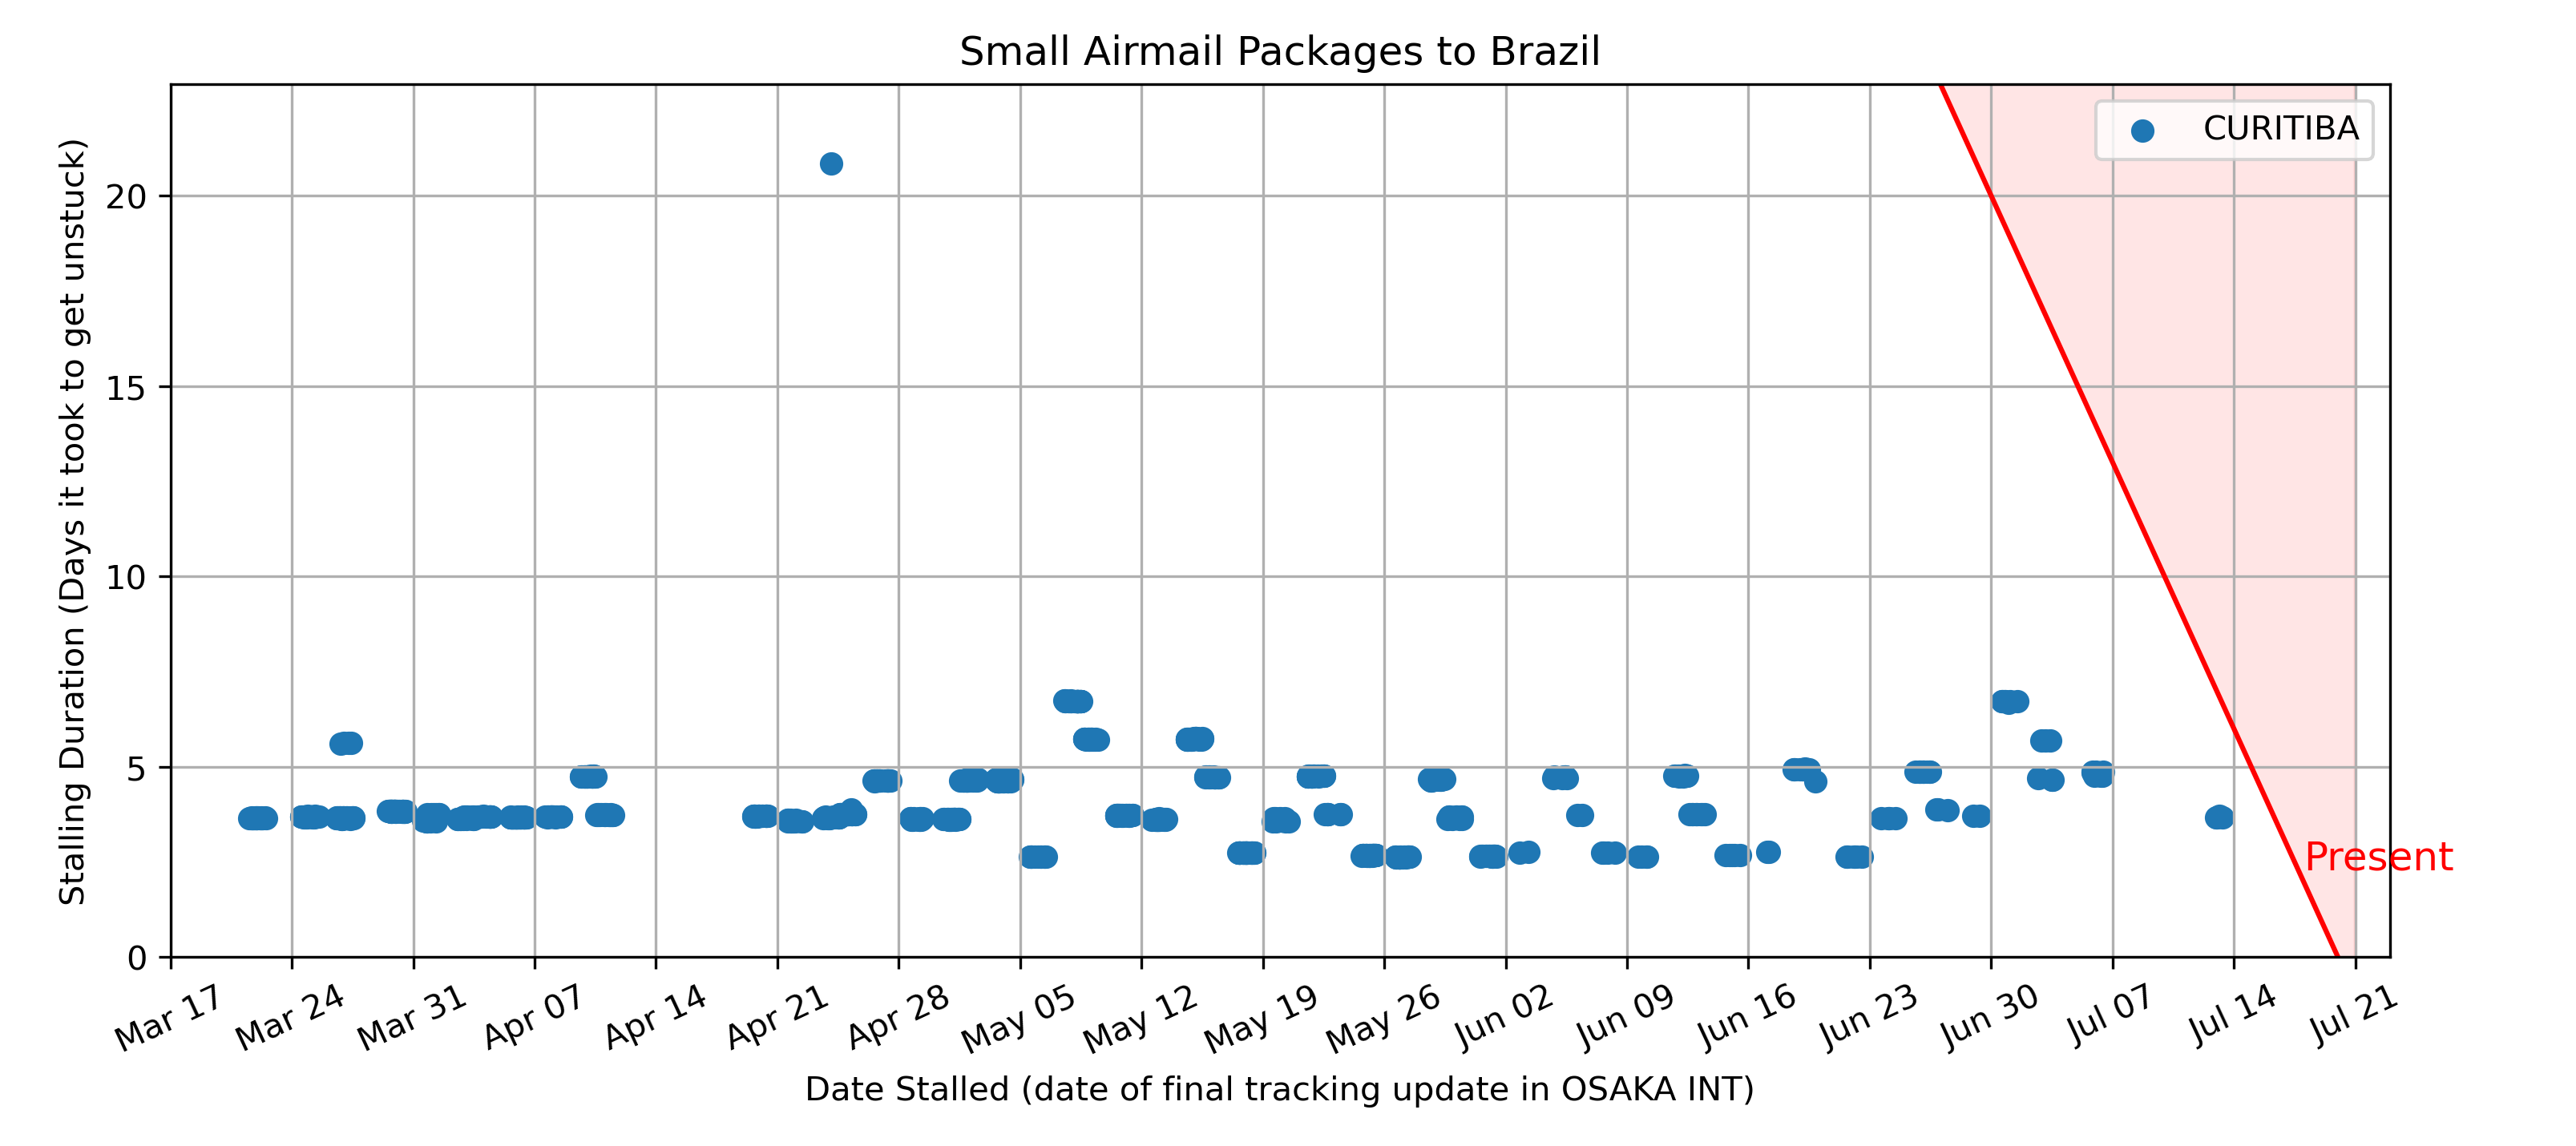 Small Airmail Packages to Brazil
CURITIBA
Stalling Duration (Days it took to get unstuck)
20
15
10
5
0
Present
Mar 17
Mar 24
Mar 31
Apr 07
Apr 14
Apr 21
Apr 28
May 05
May 12
May 19
May 26
Jun 02
Jun 09
Jun 16
Jun 23
Jun 30
Jul 07
Jul 14
Jul 21
Date Stalled (date of final tracking update in OSAKA INT)